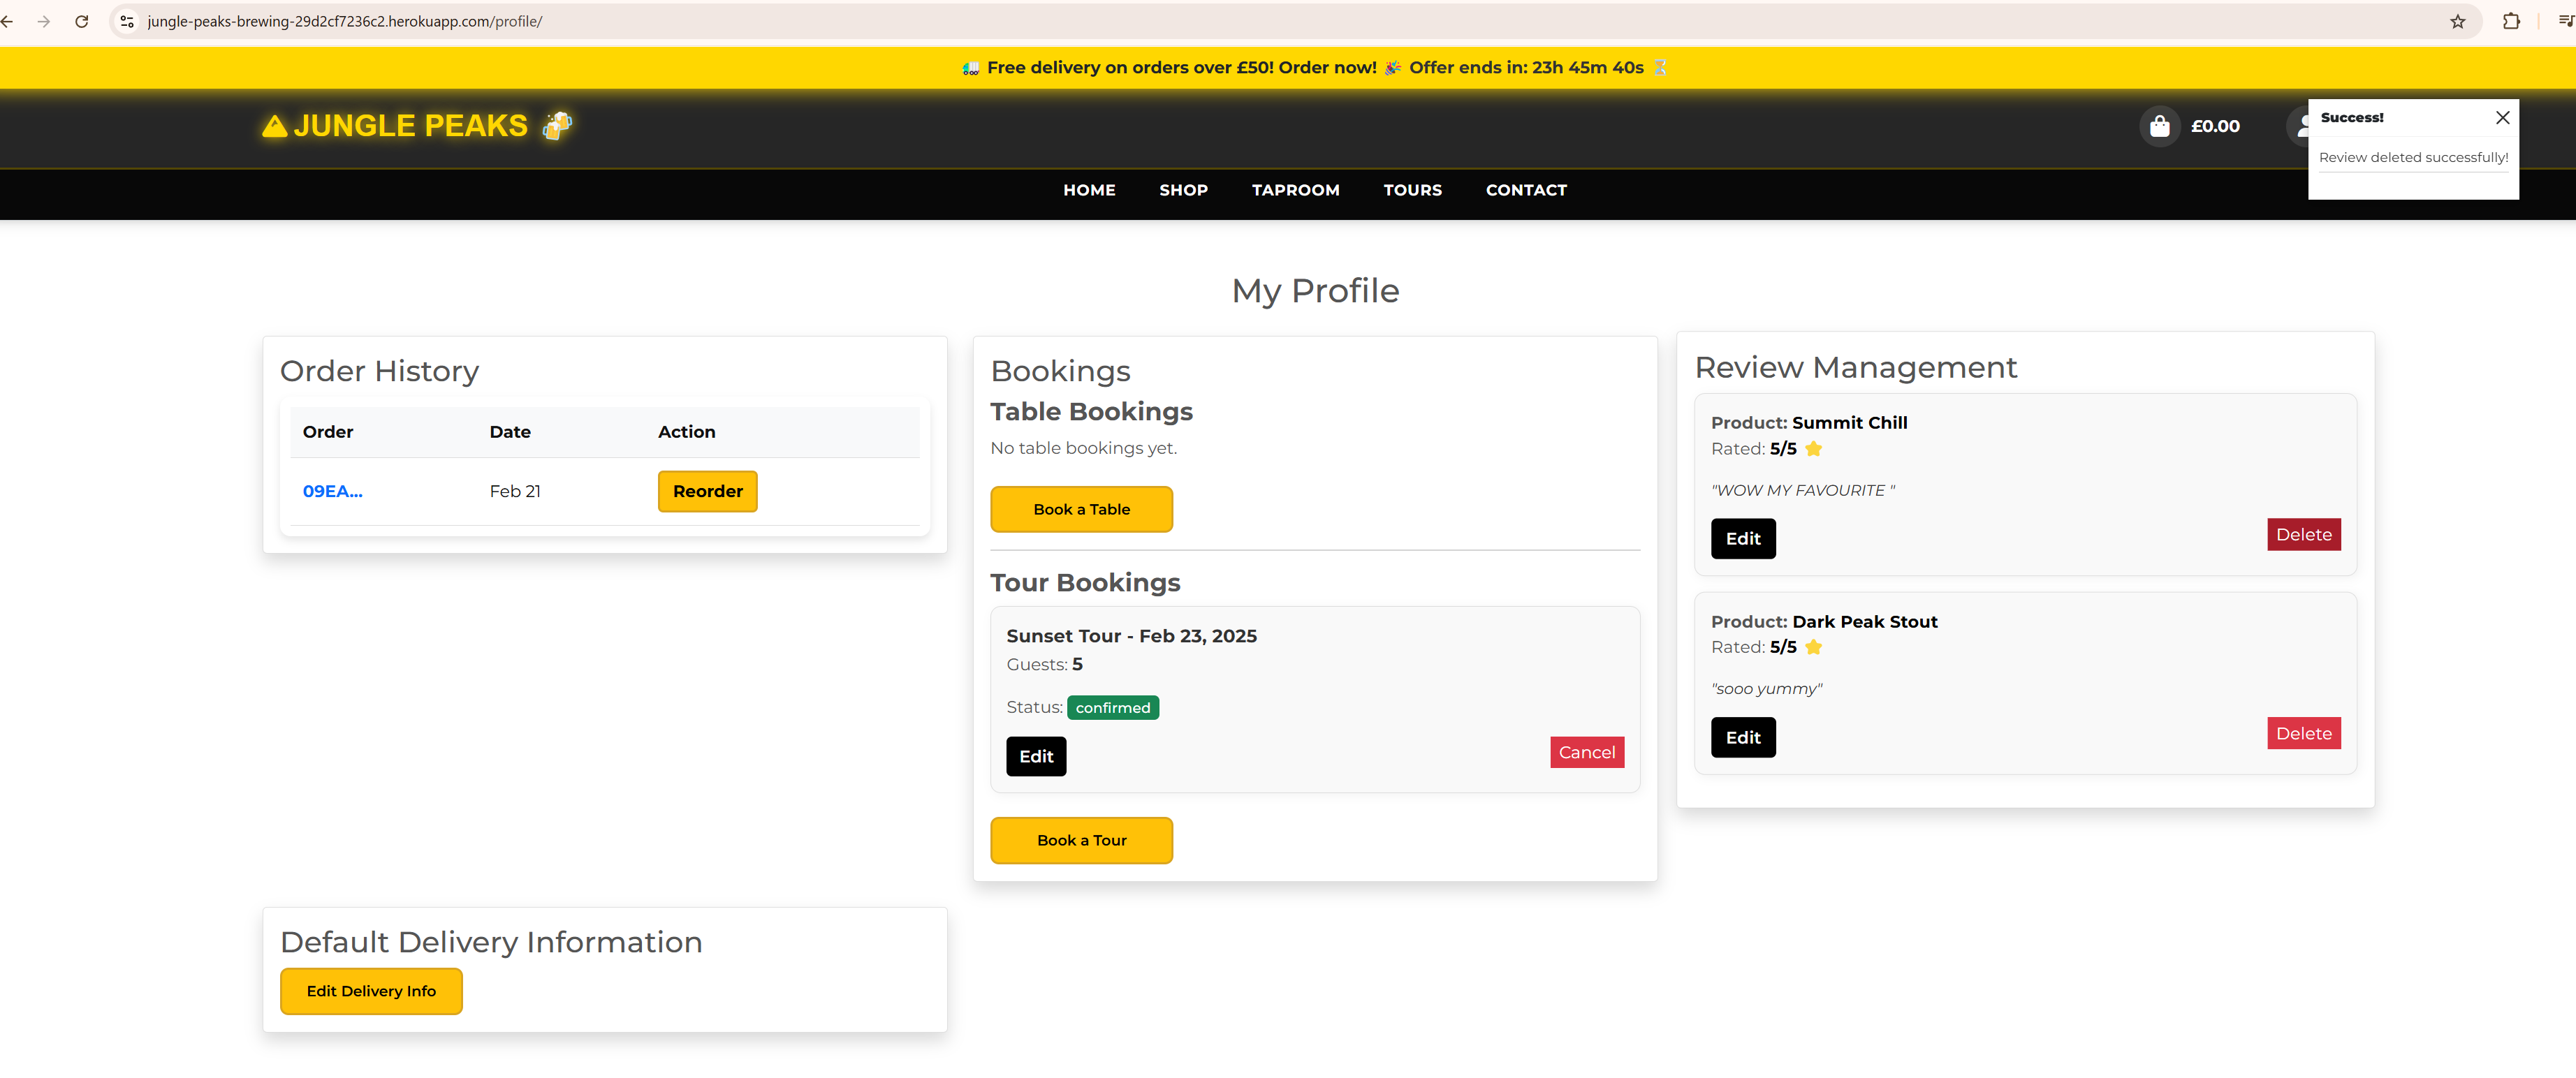 jungle-peaks-brewing-29d2cf7236c2.herokuapp.com/profile/
🚚 Free delivery on orders over £50! Order now! 🎉 Offer ends in: 23h 45m 40s ⏳
JUNGLE PEAKS 🍻
£0.00
Success!
Review deleted successfully!
HOME SHOP TAPROOM TOURS CONTACT
My Profile
Order History
Order Date Action
09EA... Feb 21 Reorder
Bookings
Table Bookings
No table bookings yet.
Book a Table
Tour Bookings
Sunset Tour - Feb 23, 2025
Guests: 5
Status: confirmed
Edit Cancel
Book a Tour
Review Management
Product: Summit Chill
Rated: 5/5 ⭐
"WOW MY FAVOURITE "
Edit Delete
Product: Dark Peak Stout
Rated: 5/5 ⭐
"sooo yummy"
Edit Delete
Default Delivery Information
Edit Delivery Info